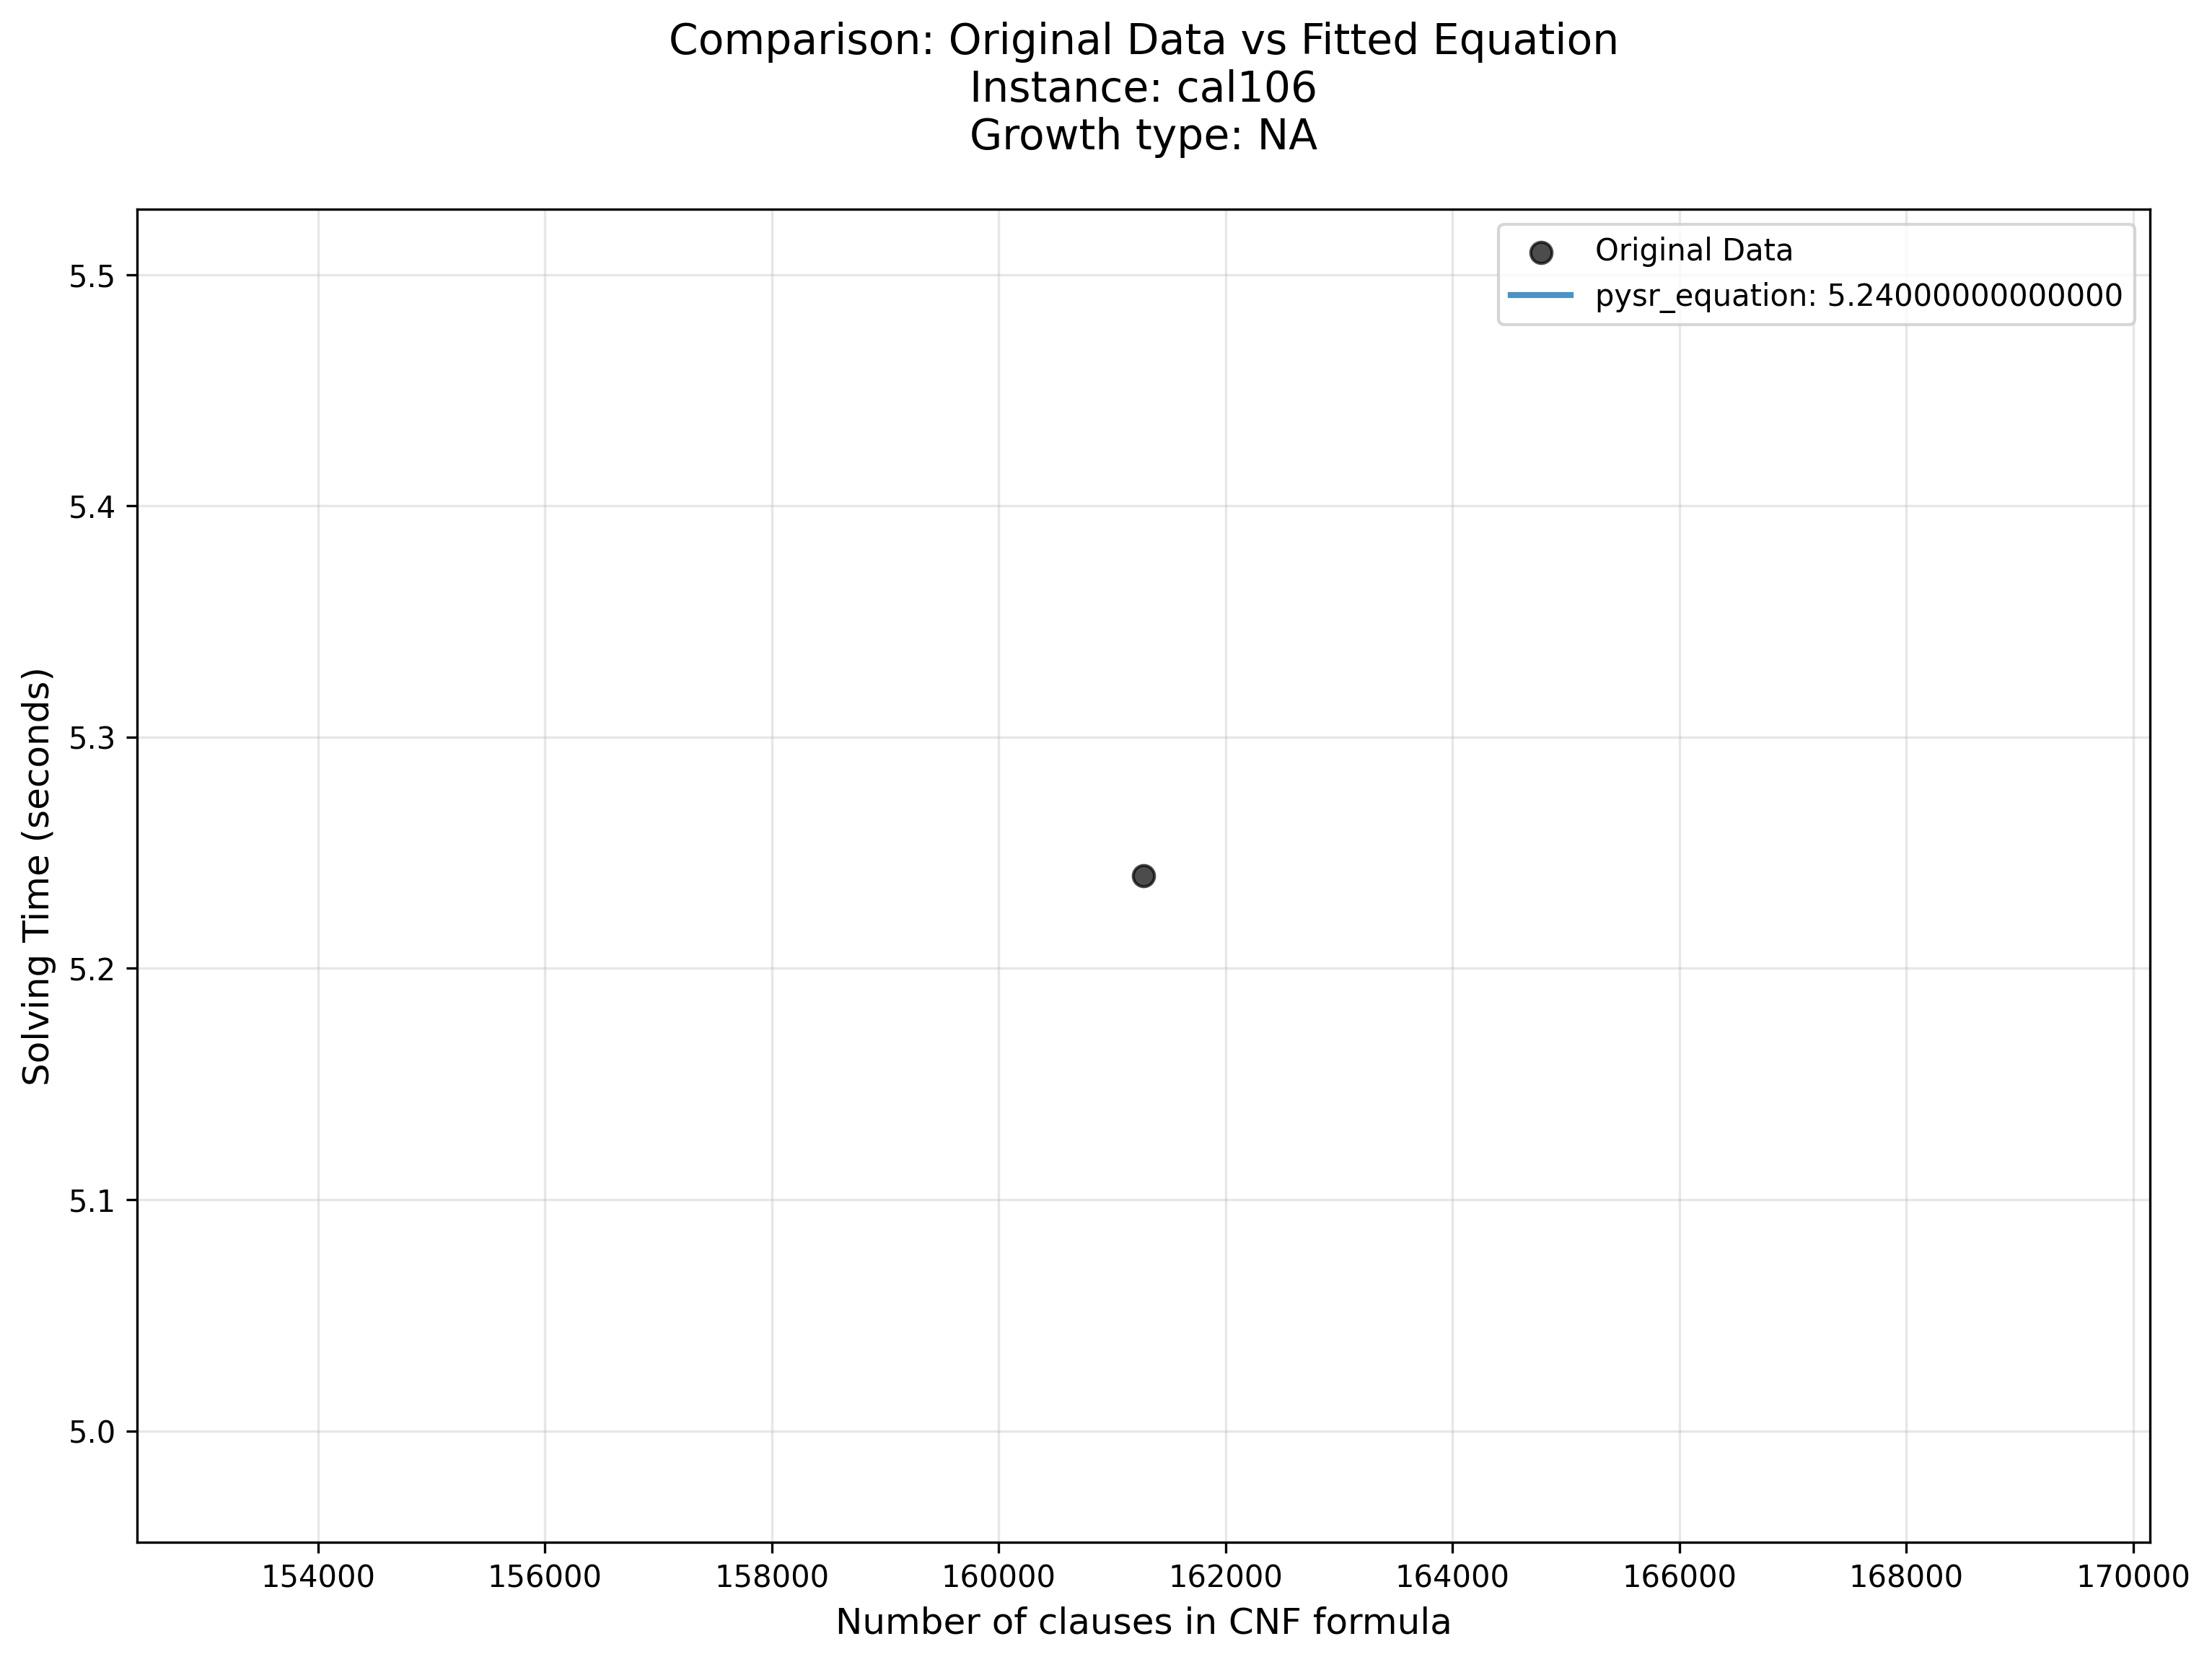 Comparison: Original Data vs Fitted Equation
Instance: cal106
Growth type: NA
Original Data
pysr_equation: 5.24000000000000
5.5
5.4
5.3
5.2
5.1
5.0
Solving Time (seconds)
154000 156000 158000 160000 162000 164000 166000 168000 170000
Number of clauses in CNF formula